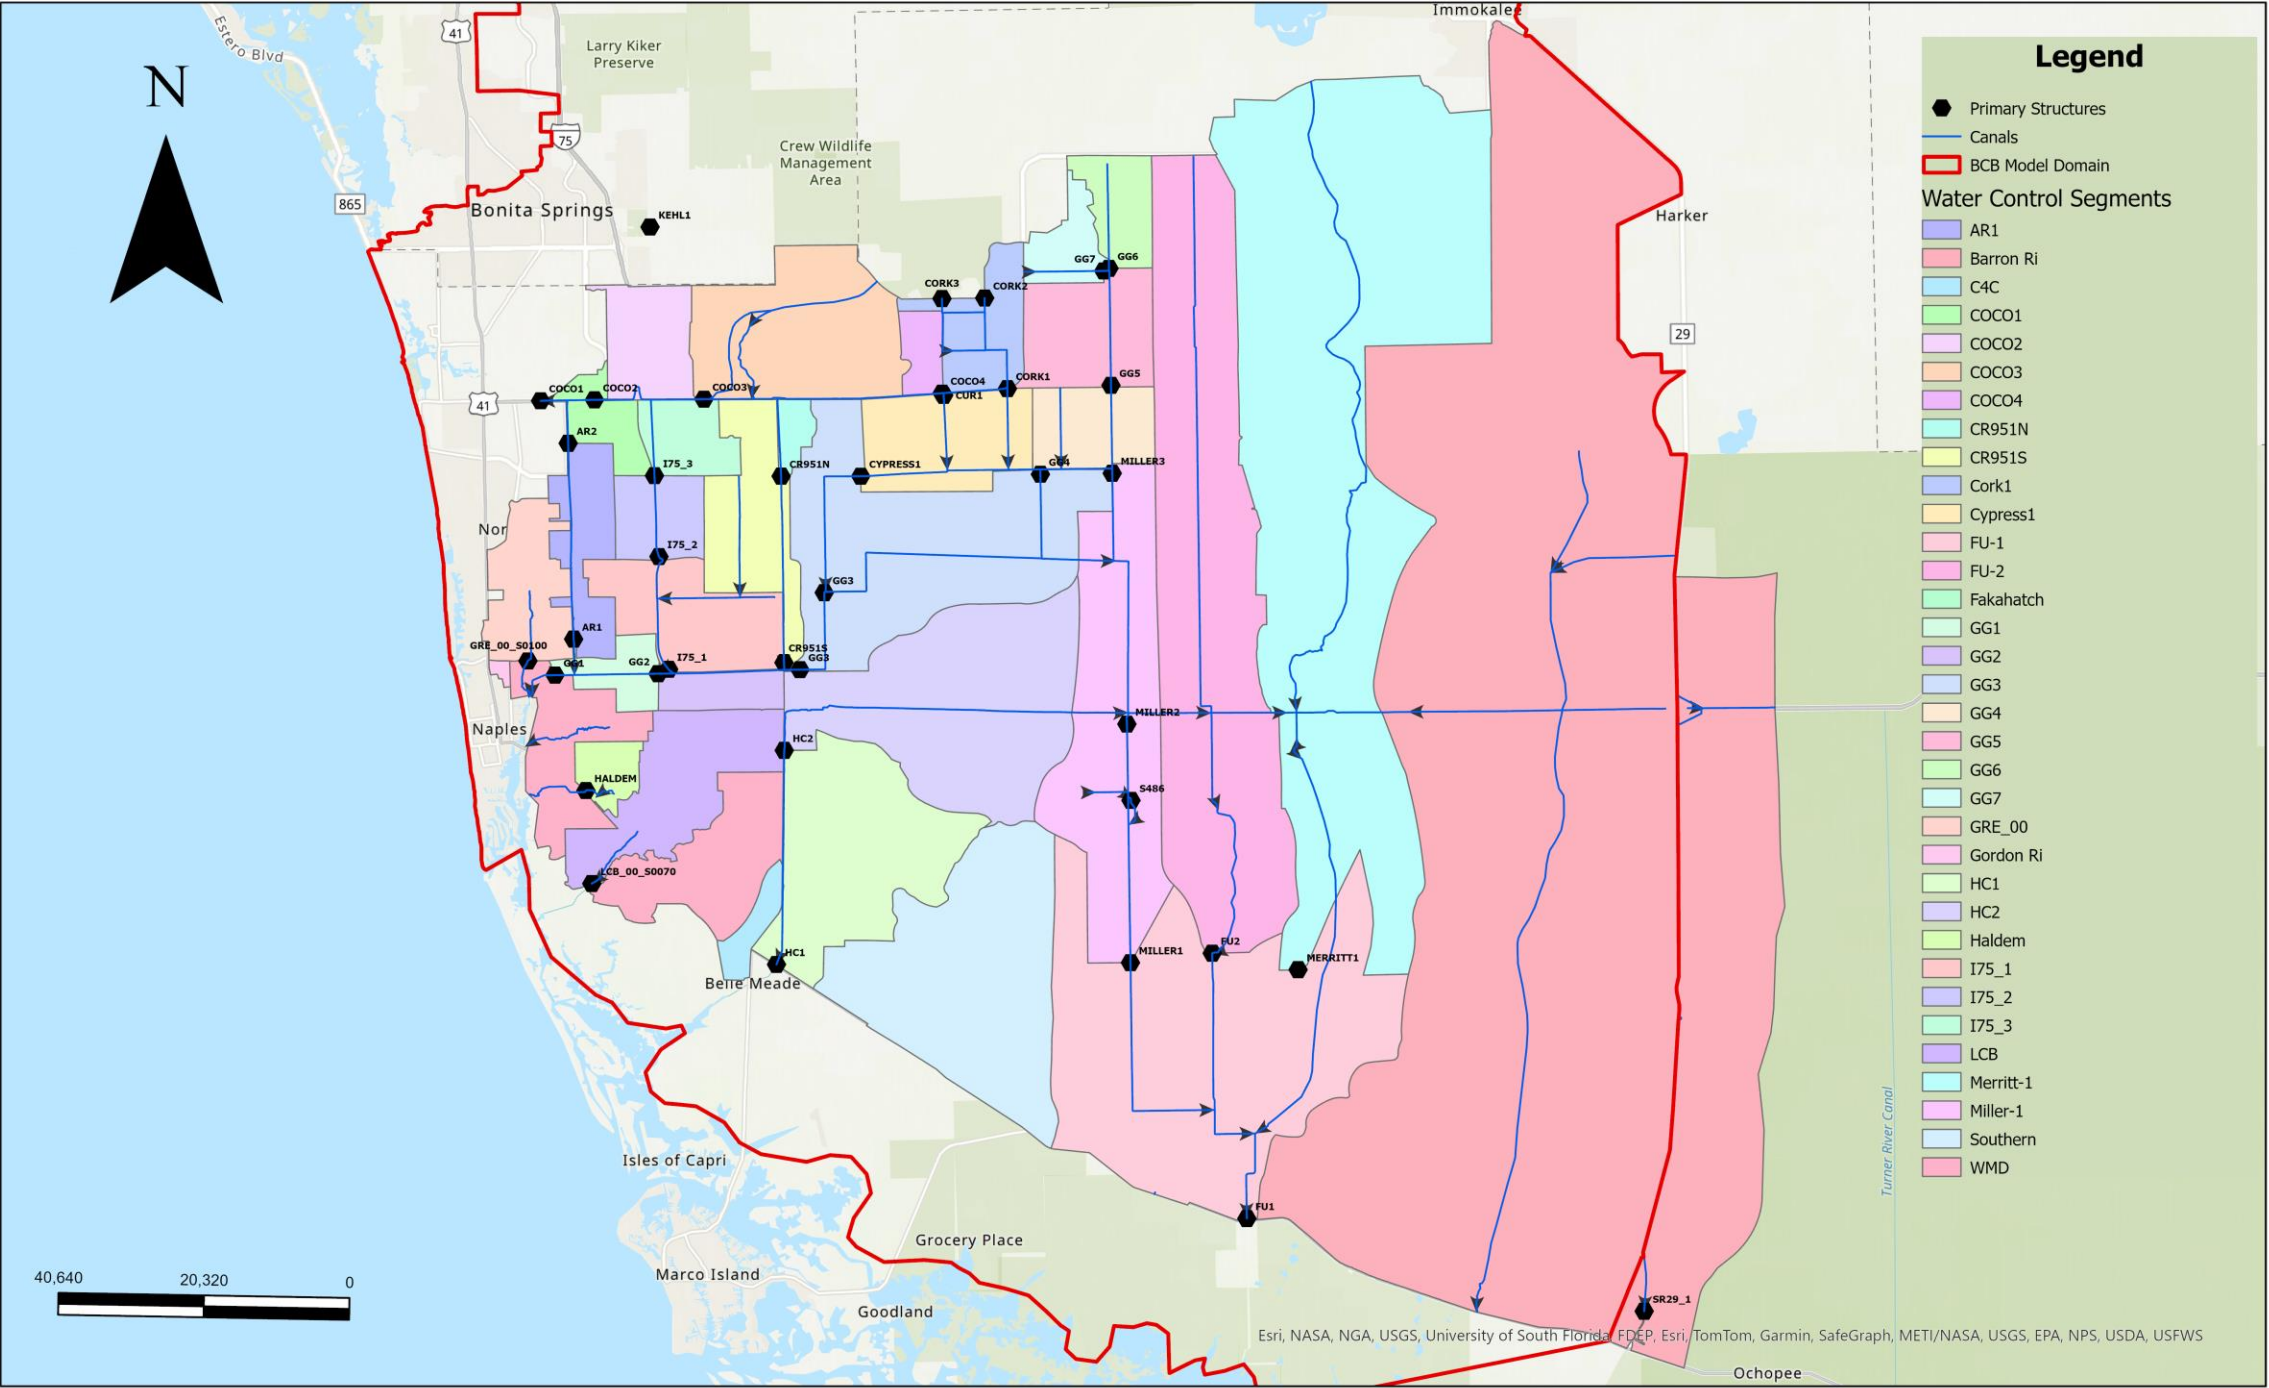 Immokalee
Estero Blvd
41
Larry Kiker
Preserve
N
75
Crew Wildlife
Management
Area
865
Bonita Springs
KEHL1
Harker
29
GG7
GG6
CORK3
CORK2
COCO1
COCO2
COCO3
COCO4
CUR1
CORK1
GG5
41
AR2
I75_3
CR951N
CYPRESS1
GG4
MILLER3
Nor
I75_2
GG3
AR1
GRE_00_S0100
GG1
GG2
I75_1
CR951S
GG3
Naples
HC2
MILLER2
HALDEM
S486
LCB_00_S0070
HC1
MILLER1
FU2
MERRITT1
Belle Meade
Isles of Capri
FU1
Grocery Place
Marco Island
Goodland
SR29_1
Turner River Canal
Ochopee
40,640
20,320
0
Legend
Primary Structures
Canals
BCB Model Domain
Water Control Segments
AR1
Barron Ri
C4C
COCO1
COCO2
COCO3
COCO4
CR951N
CR951S
Cork1
Cypress1
FU-1
FU-2
Fakahatch
GG1
GG2
GG3
GG4
GG5
GG6
GG7
GRE_00
Gordon Ri
HC1
HC2
Haldem
I75_1
I75_2
I75_3
LCB
Merritt-1
Miller-1
Southern
WMD
Esri, NASA, NGA, USGS, University of South Florida, FDEP, Esri, TomTom, Garmin, SafeGraph, METI/NASA, USGS, EPA, NPS, USDA, USFWS